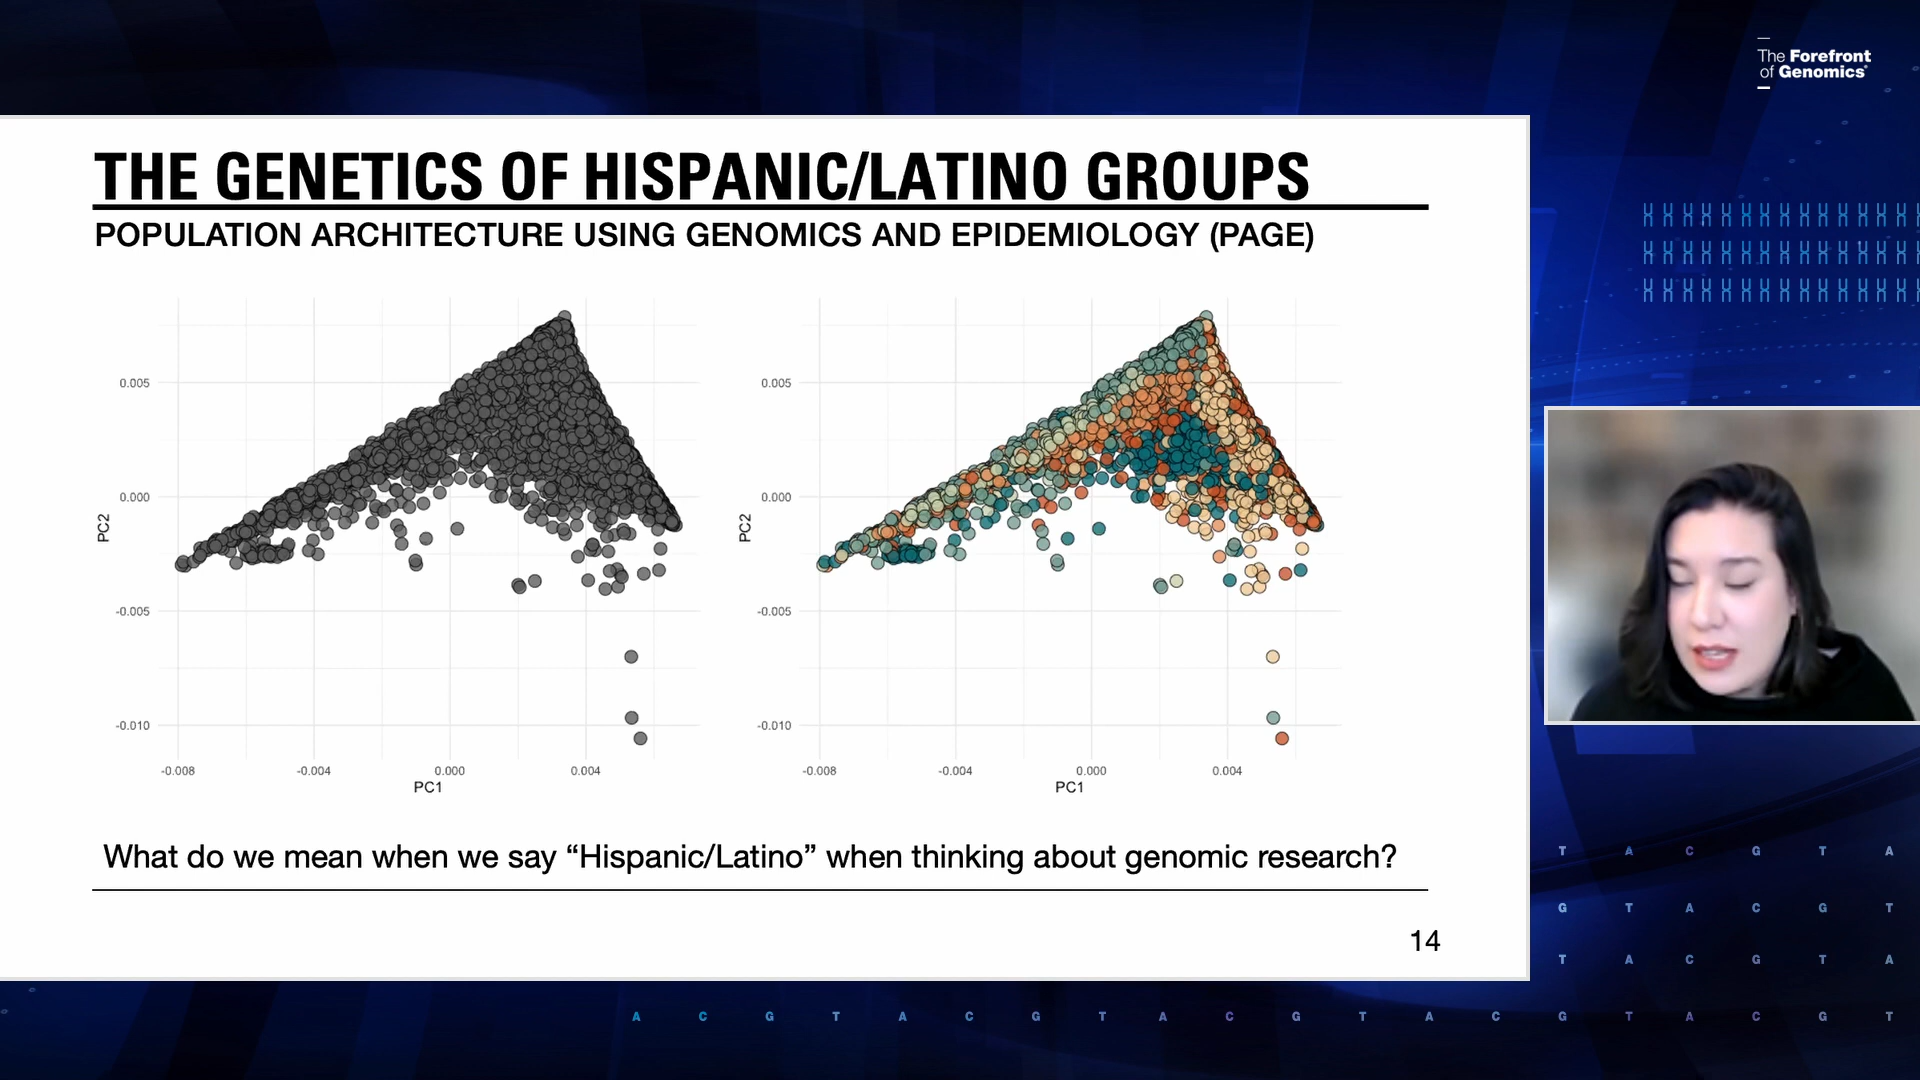 The Forefront
of Genomics®
THE GENETICS OF HISPANIC/LATINO GROUPS
POPULATION ARCHITECTURE USING GENOMICS AND EPIDEMIOLOGY (PAGE)
0.005
0.000
-0.005
-0.010
PC2
-0.008
-0.004
0.000
0.004
PC1
0.005
0.000
-0.005
-0.010
PC2
-0.008
-0.004
0.000
0.004
PC1
What do we mean when we say “Hispanic/Latino” when thinking about genomic research?
14
T A C G T A
G T A C G T
T A C G T A
A C G T A C G T A C G T A C G T A C G T